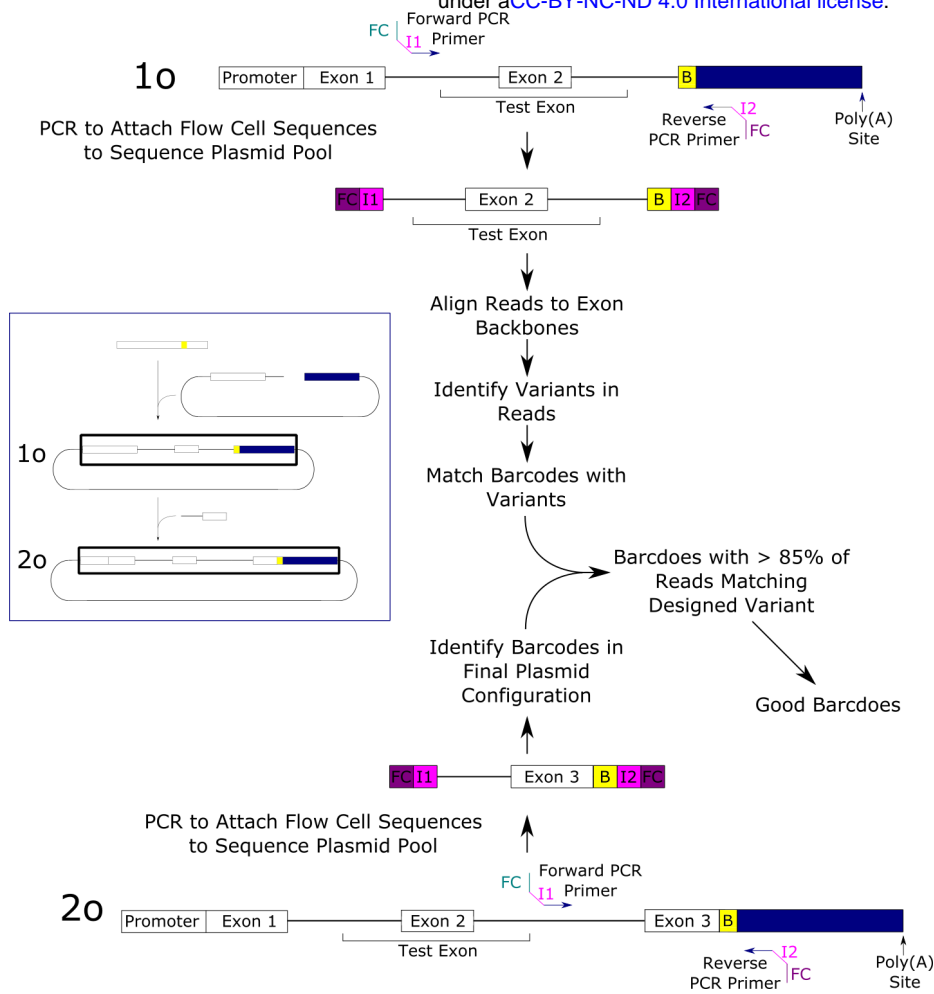 under aCC-BY-NC-ND 4.0 International license.
FC
I1
Forward PCR
Primer
1o
Promoter
Exon 1
Exon 2
B
Test Exon
Reverse
PCR Primer
I2
FC
Poly(A)
Site
PCR to Attach Flow Cell Sequences
to Sequence Plasmid Pool
FC
I1
Exon 2
B
I2
FC
Test Exon
Align Reads to Exon
Backbones
Identify Variants in
Reads
Match Barcodes with
Variants
1o
2o
Barcdoes with > 85% of
Reads Matching
Designed Variant
Identify Barcodes in
Final Plasmid
Configuration
Good Barcdoes
FC
I1
Exon 3
B
I2
FC
PCR to Attach Flow Cell Sequences
to Sequence Plasmid Pool
FC
I1
Forward PCR
Primer
2o
Promoter
Exon 1
Exon 2
Exon 3
B
Test Exon
Reverse
PCR Primer
I2
FC
Poly(A)
Site